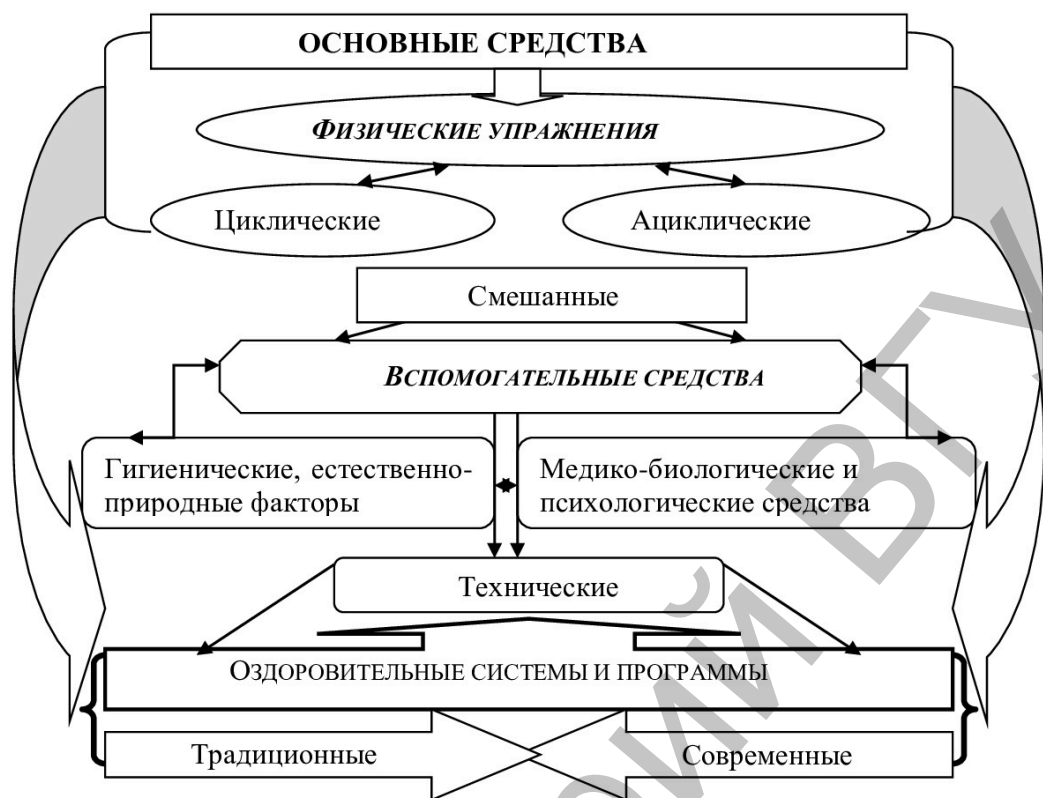 ОСНОВНЫЕ СРЕДСТВА
ФИЗИЧЕСКИЕ УПРАЖНЕНИЯ
Циклические
Ациклические
Смешанные
ВСПОМОГАТЕЛЬНЫЕ СРЕДСТВА
Гигиенические, естественно-
природные факторы
Медико-биологические и
психологические средства
Технические
ОЗДОРОВИТЕЛЬНЫЕ СИСТЕМЫ И ПРОГРАММЫ
Традиционные
Современные
ВГУ